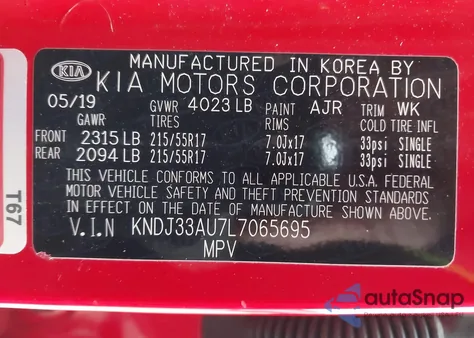 MANUFACTURED IN KOREA BY
KIA KIA MOTORS CORPORATION
05/19 GVWR 4023 LB PAINT AJR TRIM WK
GAWR TIRES RIMS COLD TIRE INFL
FRONT 2315 LB 215/55R17 7.0Jx17 33psi SINGLE
REAR 2094 LB 215/55R17 7.0Jx17 33psi SINGLE
THIS VEHICLE CONFORMS TO ALL APPLICABLE U.S.A. FEDERAL
MOTOR VEHICLE SAFETY AND THEFT PREVENTION STANDARDS
IN EFFECT ON THE DATE OF MANUFACTURE SHOWN ABOVE.
V.I.N KNDJ33AU7L7065695
MPV
T67
autoSnap